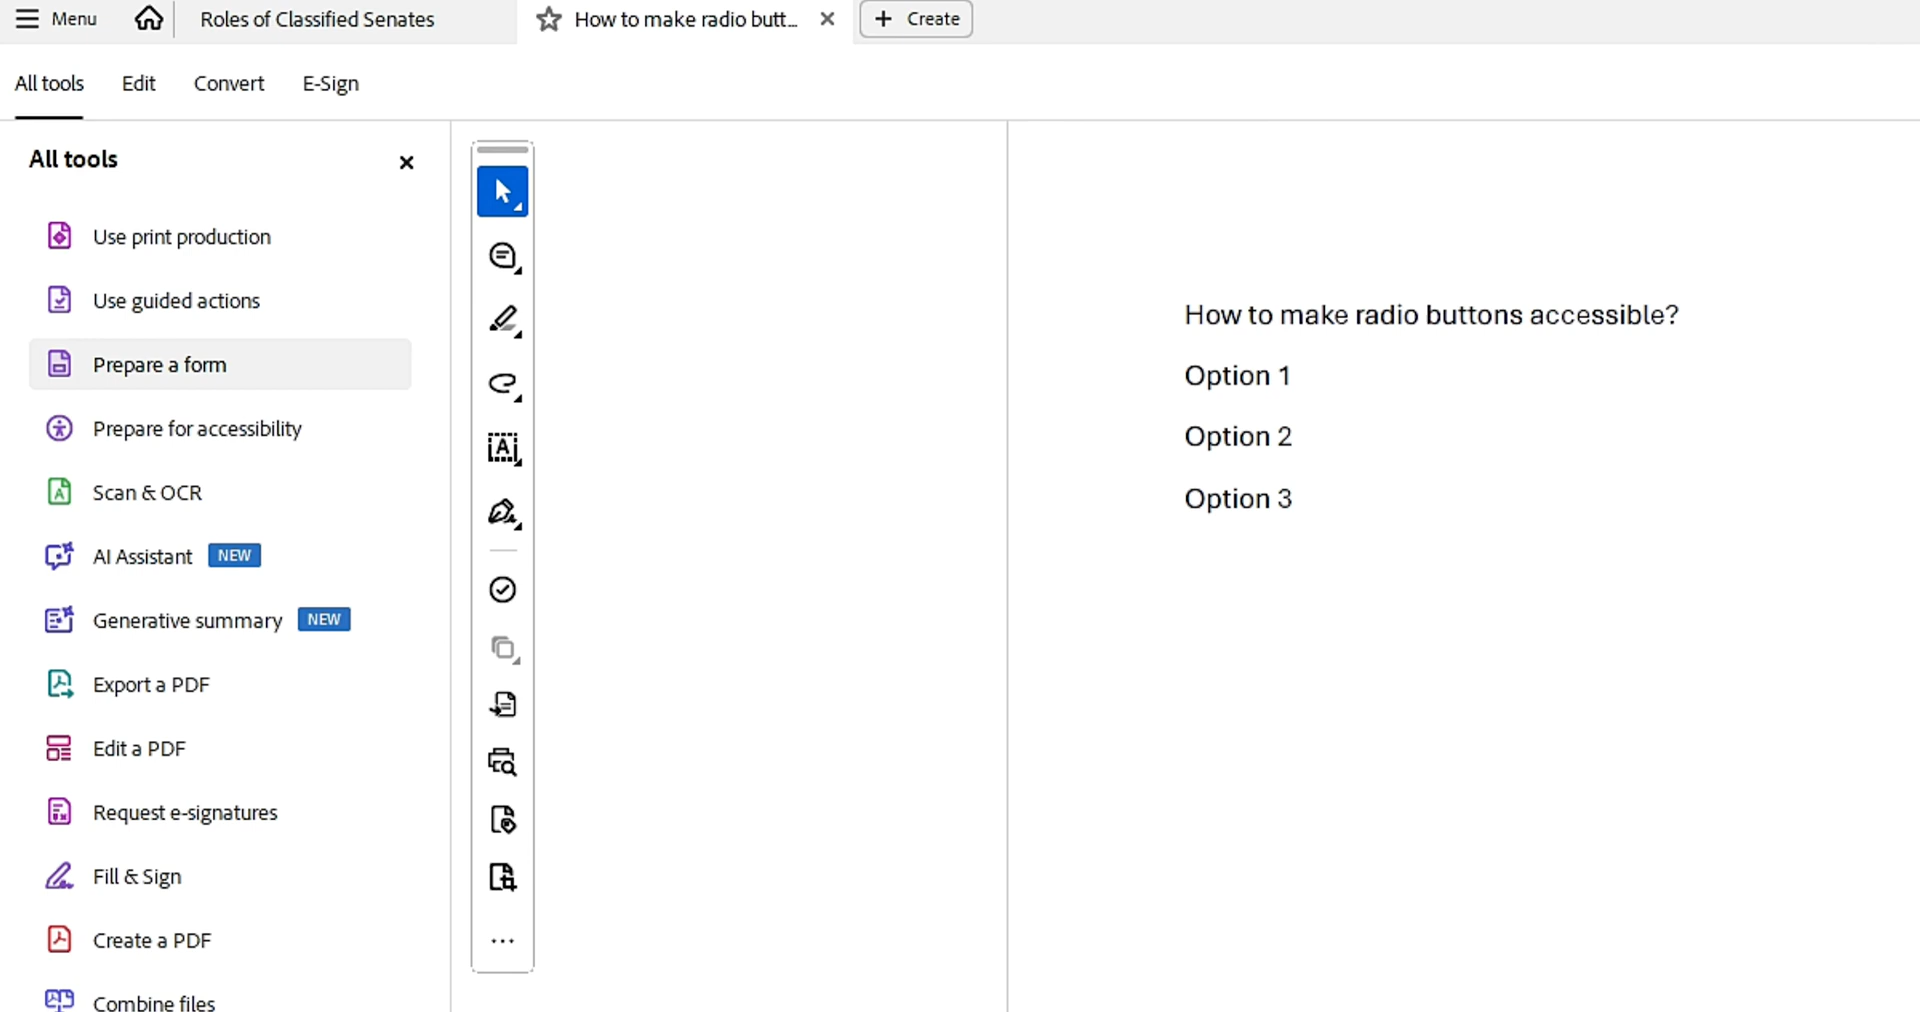 Menu
Roles of Classified Senates
How to make radio butt...
Create
All tools
Edit
Convert
E-Sign
All tools
Use print production
Use guided actions
Prepare a form
Prepare for accessibility
Scan & OCR
AI Assistant NEW
Generative summary NEW
Export a PDF
Edit a PDF
Request e-signatures
Fill & Sign
Create a PDF
Combine files
How to make radio buttons accessible?
Option 1
Option 2
Option 3